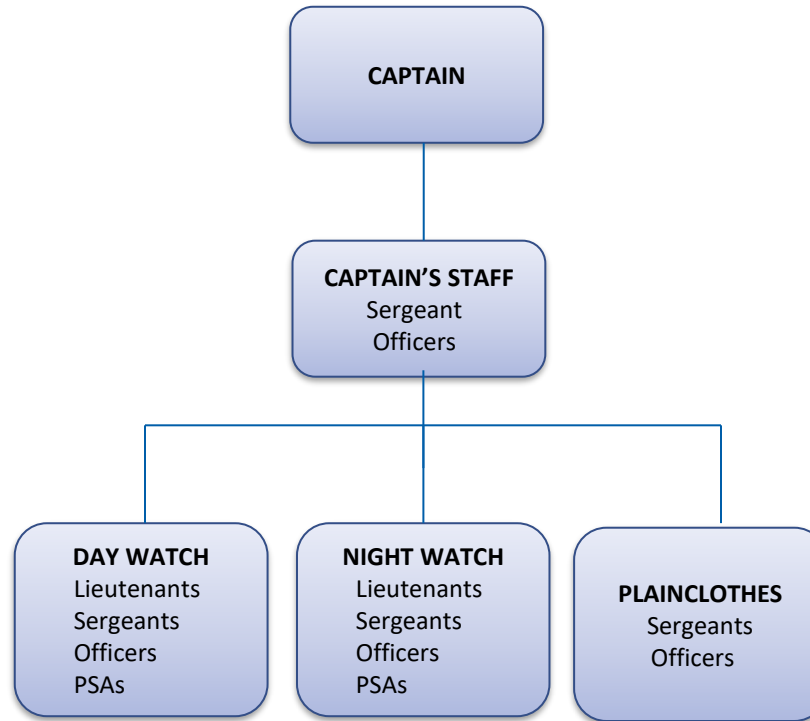 CAPTAIN
CAPTAIN’S STAFF
Sergeant
Officers
DAY WATCH
Lieutenants
Sergeants
Officers
PSAs
NIGHT WATCH
Lieutenants
Sergeants
Officers
PSAs
PLAINCLOTHES
Sergeants
Officers